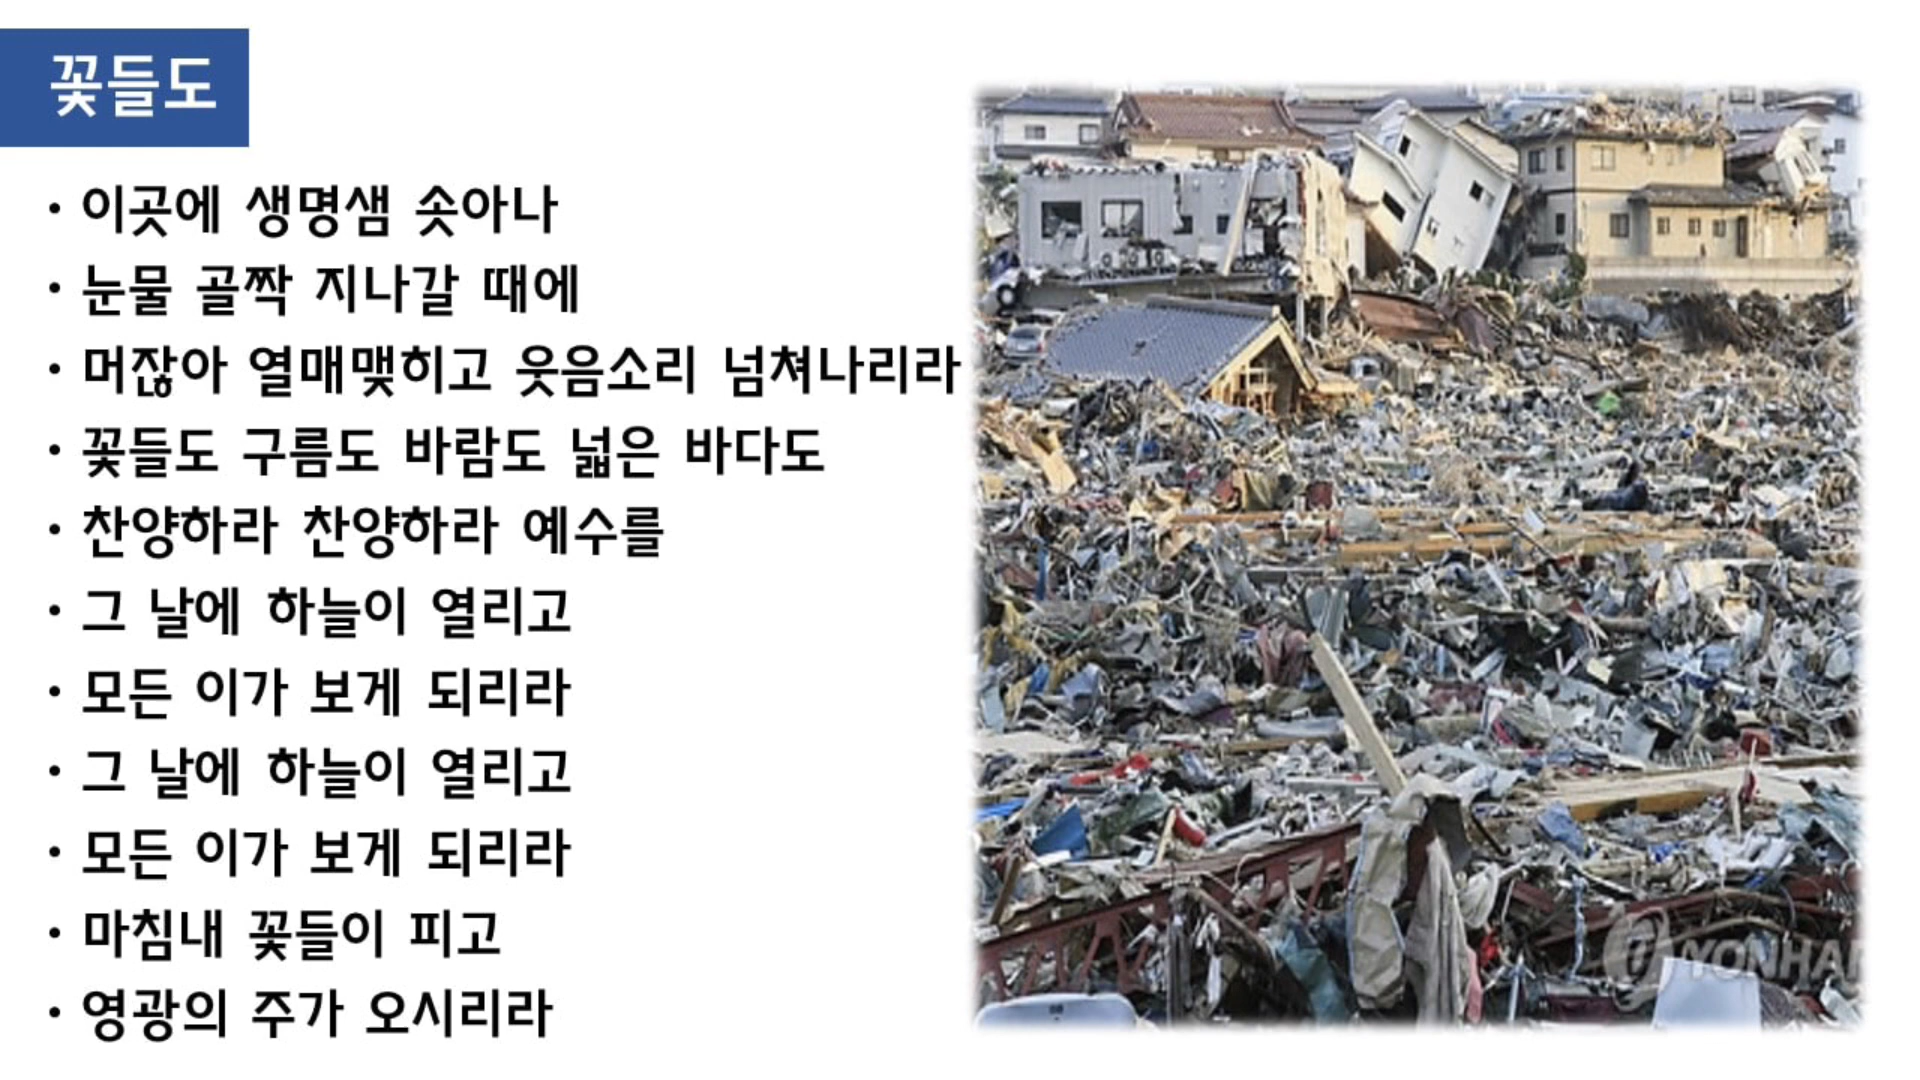 꽃들도
• 이곳에 생명샘 솟아나
• 눈물 골짝 지나갈 때에
• 머잖아 열매맺히고 웃음소리 넘쳐나리라
• 꽃들도 구름도 바람도 넓은 바다도
• 찬양하라 찬양하라 예수를
• 그 날에 하늘이 열리고
• 모든 이가 보게 되리라
• 그 날에 하늘이 열리고
• 모든 이가 보게 되리라
• 마침내 꽃들이 피고
• 영광의 주가 오시리라
YONHAP